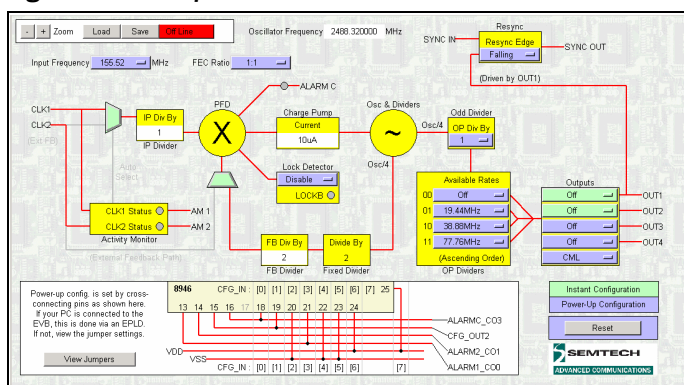 - + Zoom Load Save Off Line
Oscillator Frequency 2488.320000 MHz
Resync
SYNC IN
Resync Edge
Falling
SYNC OUT
(Driven by OUT1)
Input Frequency 155.52 MHz FEC Ratio 1:1
ALARM C
CLK1
CLK2
(Ext FB)
IP Div By
1
IP Divider
PFD
X
Charge Pump
Current
10uA
Osc & Dividers
~
Osc/4
Osc/4
Odd Divider
OP Div By
1
Auto
Select
Lock Detector
Disable
LOCKB
CLK1 Status AM 1
CLK2 Status AM 2
Activity Monitor
(External Feedback Path)
FB Div By
2
FB Divider
Divide By
2
Fixed Divider
Available Rates
00 Off
01 19.44MHz
10 38.88MHz
11 77.76MHz
(Ascending Order)
OP Dividers
Outputs
Off OUT1
Off OUT2
Off OUT3
Off OUT4
CML
Power-up config. is set by cross-
connecting pins as shown here.
If your PC is connected to the
EVB, this is done via an EPLD.
If not, view the jumper settings.
View Jumpers
8946 CFG_IN : [0] [1] [2] [3] [4] [5] [6] [7] 25
13 14 15 16 17 18 19 20 21 22 23 24
ALARMC_CO3
CFG_OUT2
VDD
ALARM2_CO1
VSS
ALARM1_CO0
CFG_IN : [0] [1] [2] [3] [4] [5] [6] [7]
Instant Configuration
Power-Up Configuration
Reset
SEMTECH
ADVANCED COMMUNICATIONS